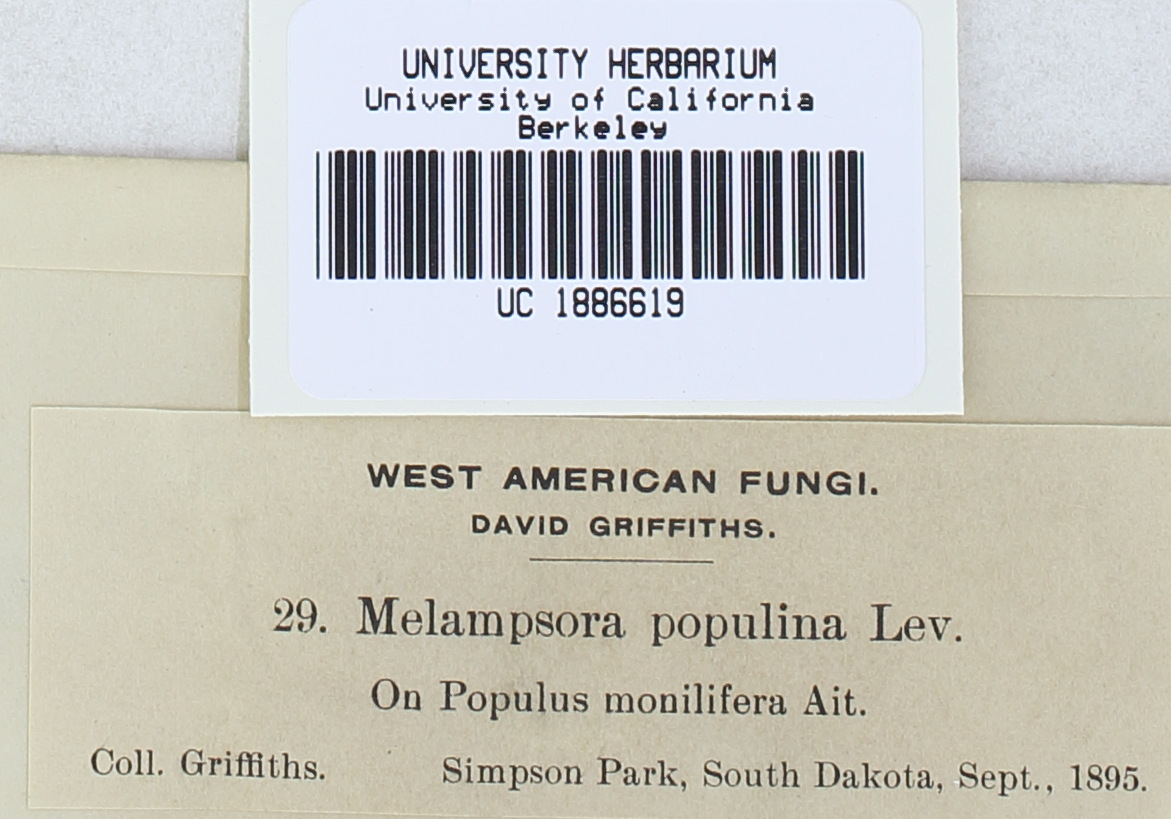 UNIVERSITY HERBARIUM
University of California
Berkeley
UC 1886619
WEST AMERICAN FUNGI.
DAVID GRIFFITHS.
29. Melampsora populina Lev.
On Populus monilifera Ait.
Coll. Griffiths. Simpson Park, South Dakota, Sept., 1895.